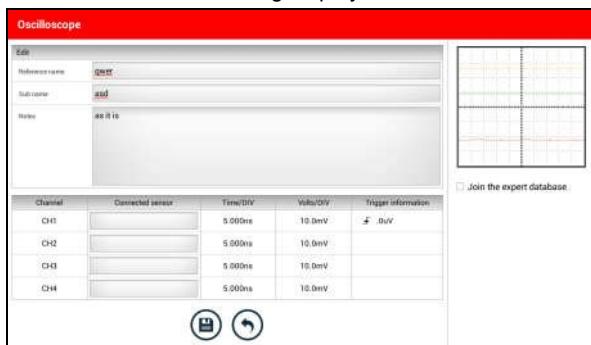 Oscilloscope
Edit
Reference name qwer
Sub name asd
Notes as it is
Join the expert database
Channel Connected sensor Time/DIV Volts/DIV Trigger information
CH1 5.000ns 10.0mV .0uV
CH2 5.000ns 10.0mV
CH3 5.000ns 10.0mV
CH4 5.000ns 10.0mV